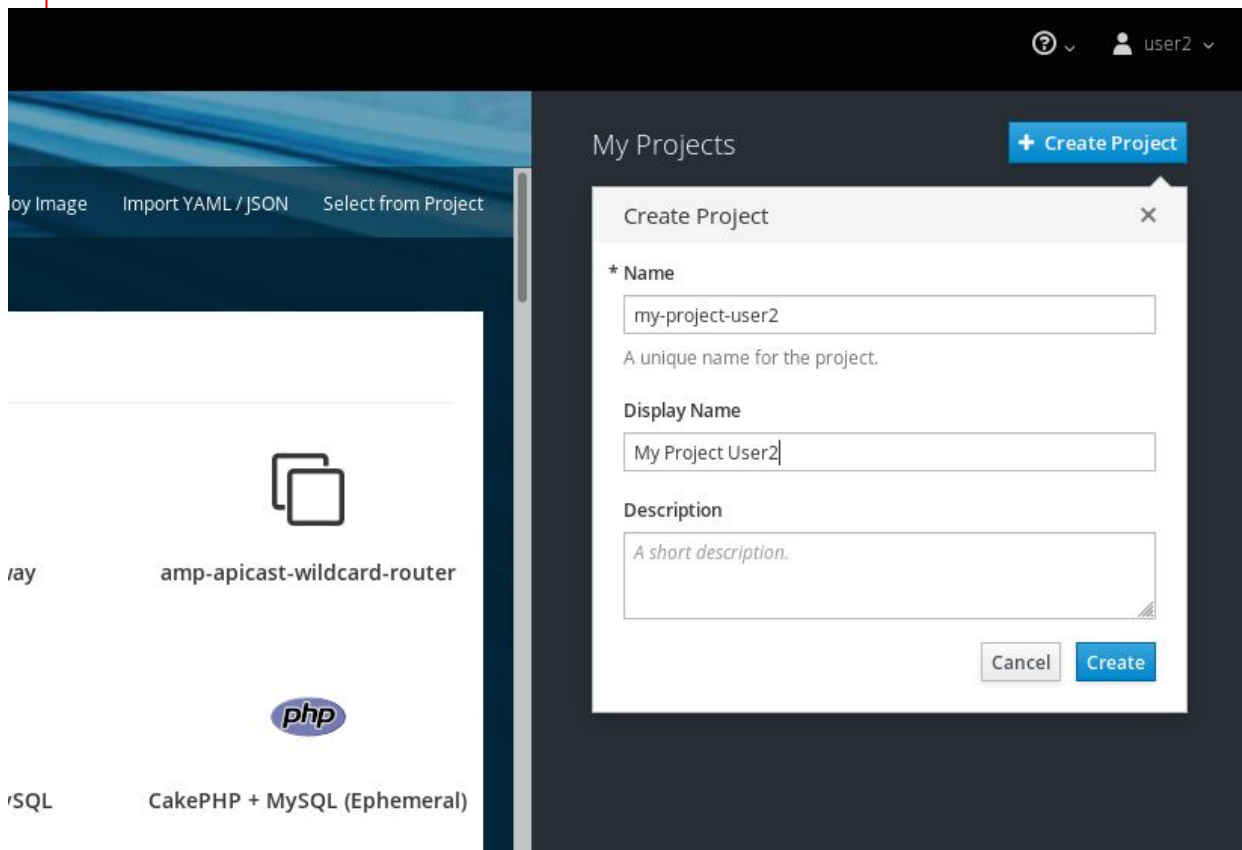 user2
My Projects
+ Create Project
loy Image Import YAML / JSON Select from Project
Create Project
* Name
my-project-user2
A unique name for the project.
Display Name
My Project User2
Description
A short description.
way amp-apicast-wildcard-router
Cancel Create
php
ySQL CakePHP + MySQL (Ephemeral)